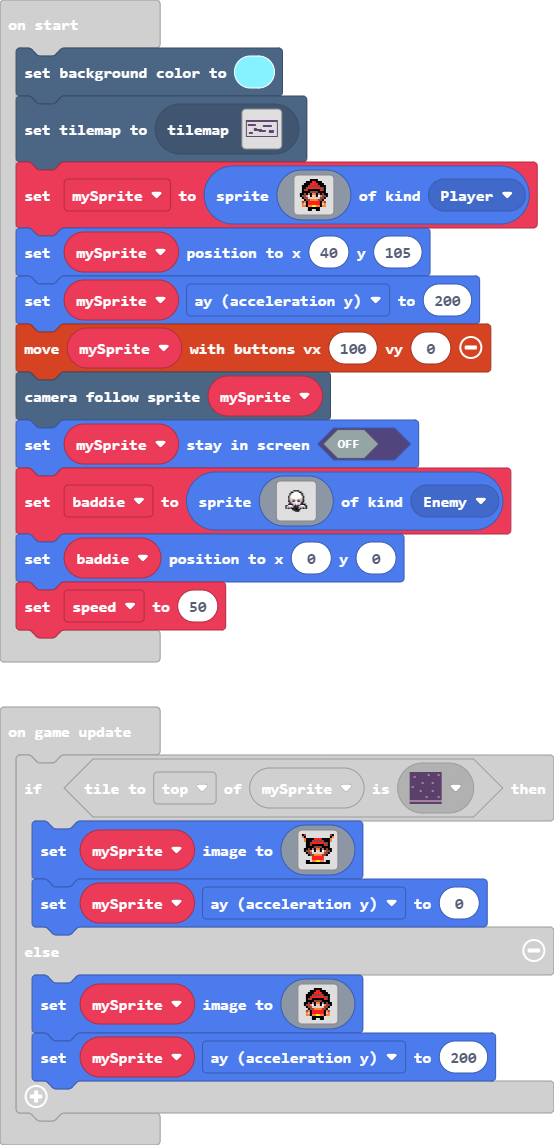 on start
set background color to
set tilemap to tilemap
set mySprite to sprite of kind Player
set mySprite position to x 40 y 105
set mySprite ay (acceleration y) to 200
move mySprite with buttons vx 100 vy 0
camera follow sprite mySprite
set mySprite stay in screen OFF
set baddie to sprite of kind Enemy
set baddie position to x 0 y 0
set speed to 50
on game update
if tile to top of mySprite is then
set mySprite image to
set mySprite ay (acceleration y) to 0
else
set mySprite image to
set mySprite ay (acceleration y) to 200